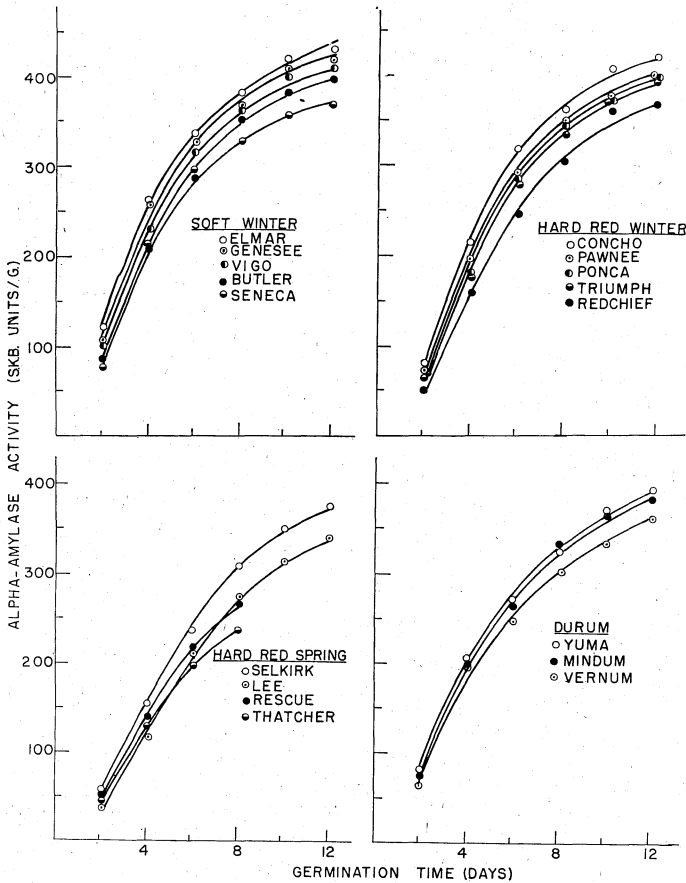 400
300
200
100
SOFT WINTER
ELMAR
GENESEE
VIGO
BUTLER
SENECA
HARD RED WINTER
CONCHO
PAWNEE
PONCA
TRIUMPH
REDCHIEF
ALPHA-AMYLASE ACTIVITY (S.K.B. UNITS/G.)
400
300
200
100
HARD RED SPRING
SELKIRK
LEE
RESCUE
THATCHER
DURUM
YUMA
MINDUM
VERNUM
4 8 12 4 8 12
GERMINATION TIME (DAYS)